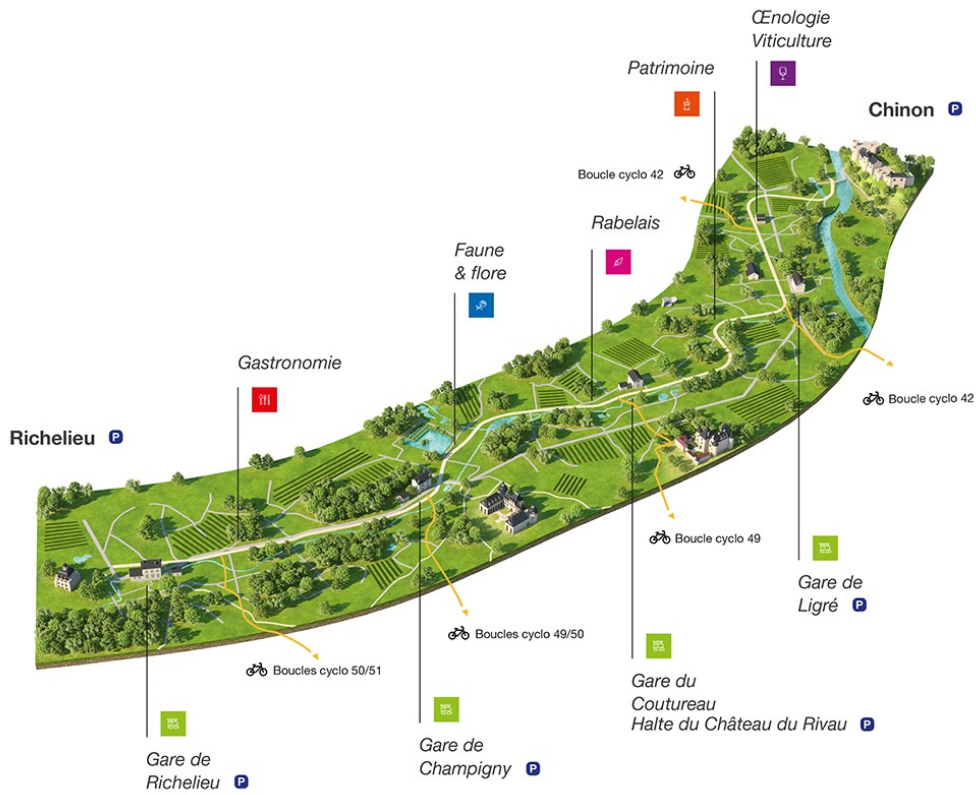 Œnologie
Viticulture
Patrimoine
Chinon P
Boucle cyclo 42
Rabelais
Faune
& flore
Gastronomie
Boucle cyclo 42
Richelieu P
Boucle cyclo 49
Gare de
Ligré P
Boucles cyclo 49/50
Boucles cyclo 50/51
Gare du
Coutureau
Halte du Château du Rivau P
Gare de
Champigny P
Gare de
Richelieu P